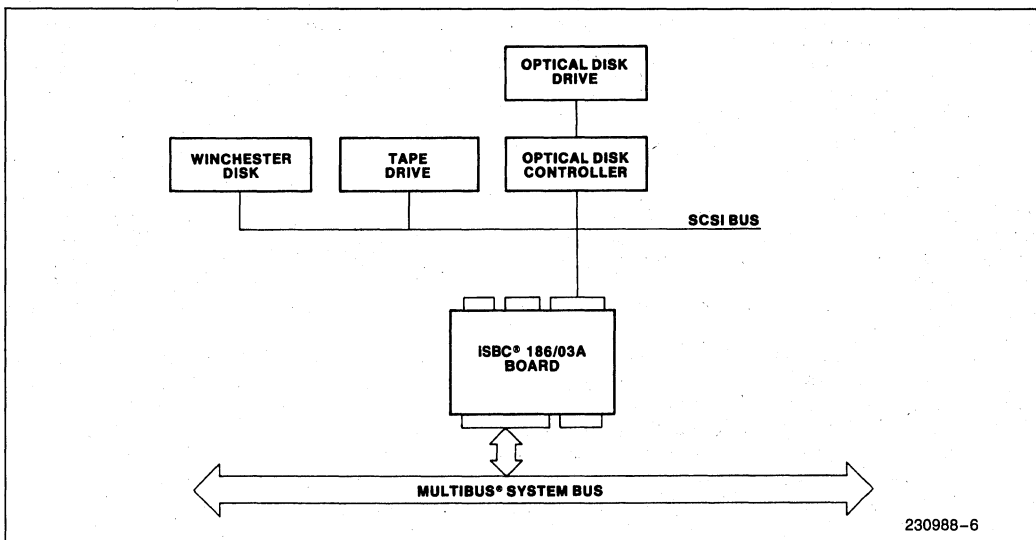 OPTICAL DISK
DRIVE
WINCHESTER
DISK
TAPE
DRIVE
OPTICAL DISK
CONTROLLER
SCSI BUS
iSBC® 186/03A
BOARD
MULTIBUS® SYSTEM BUS
230988-6